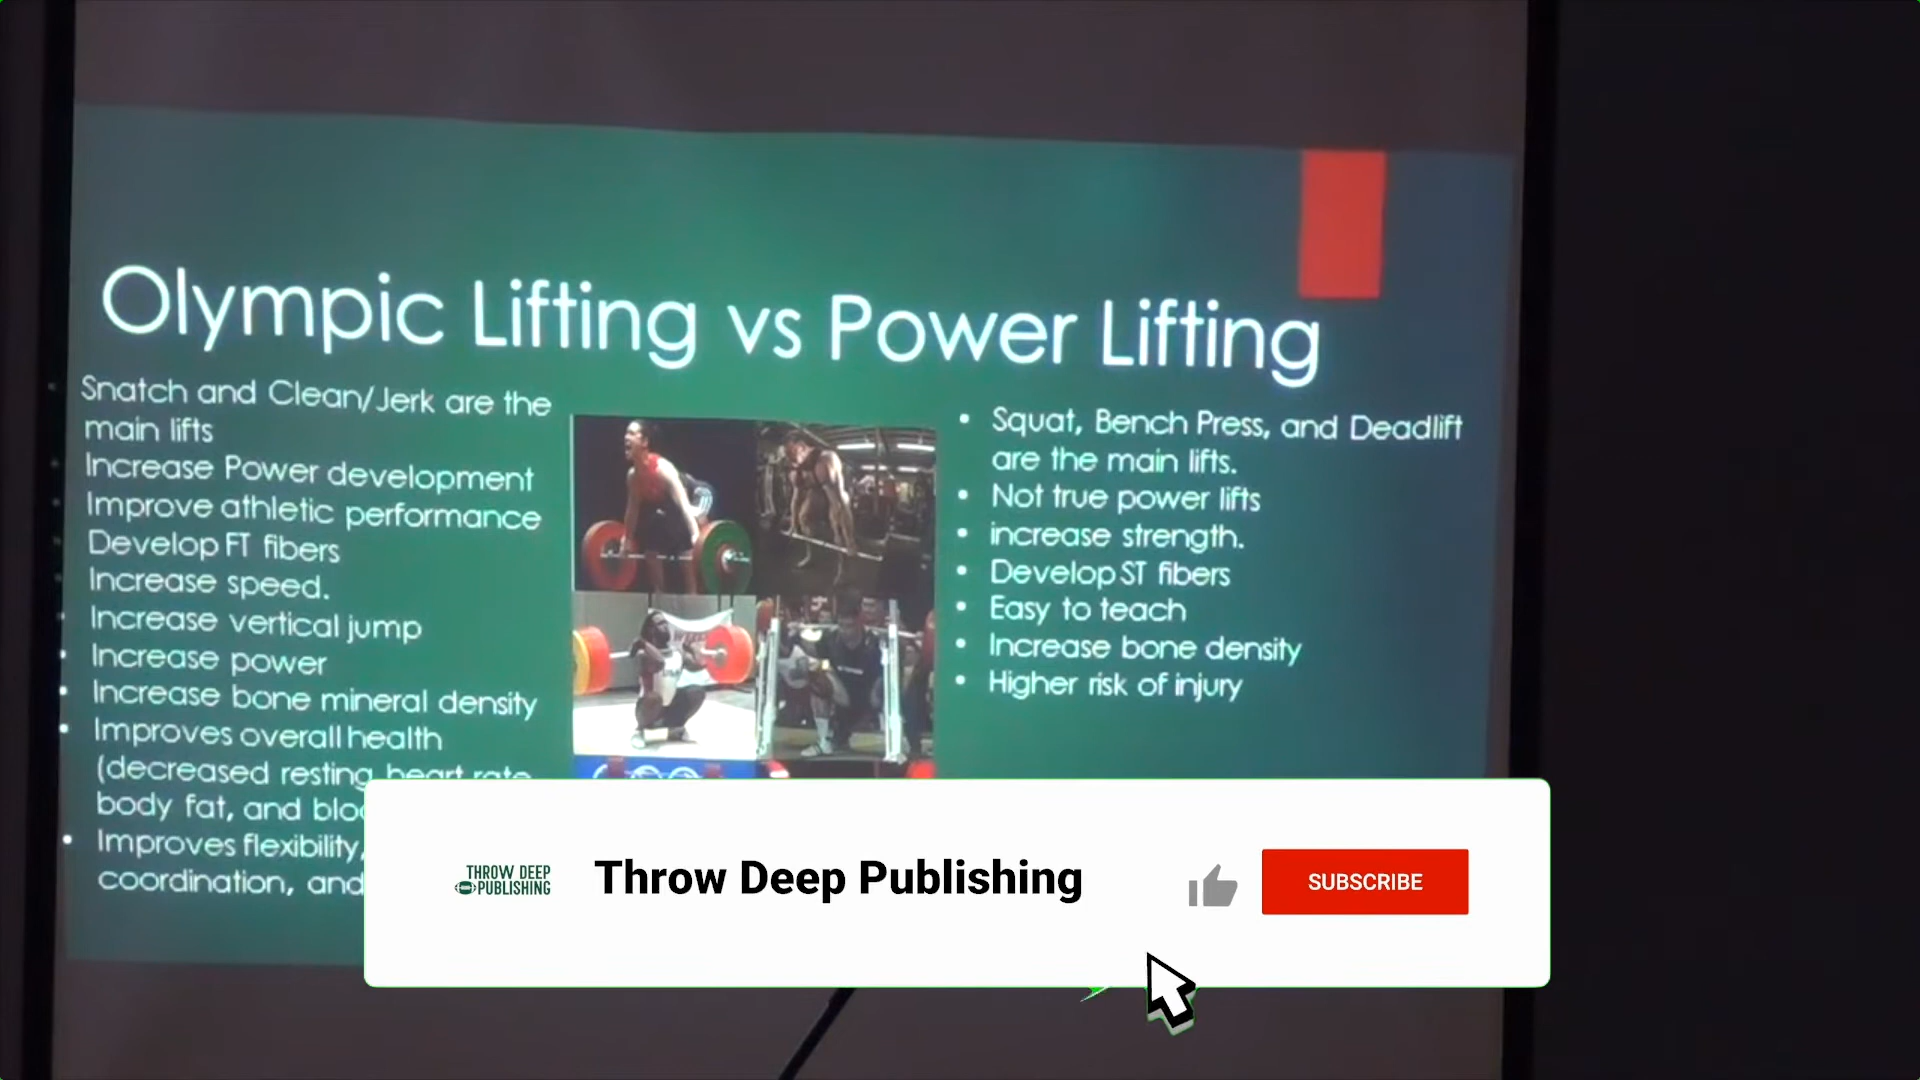 Olympic Lifting vs Power Lifting
Snatch and Clean/Jerk are the
main lifts
Increase Power development
Improve athletic performance
Develop FT fibers
Increase speed.
Increase vertical jump
• Increase power
• Increase bone mineral density
• Improves overall health
(decreased resting heart rate,
body fat, and
• Improves flexibility,
coordination, and
• Squat, Bench Press, and Deadlift
are the main lifts.
• Not true power lifts
• increase strength.
• Develop ST fibers
• Easy to teach
• Increase bone density
• Higher risk of injury
THROW DEEP
PUBLISHING
Throw Deep Publishing
SUBSCRIBE